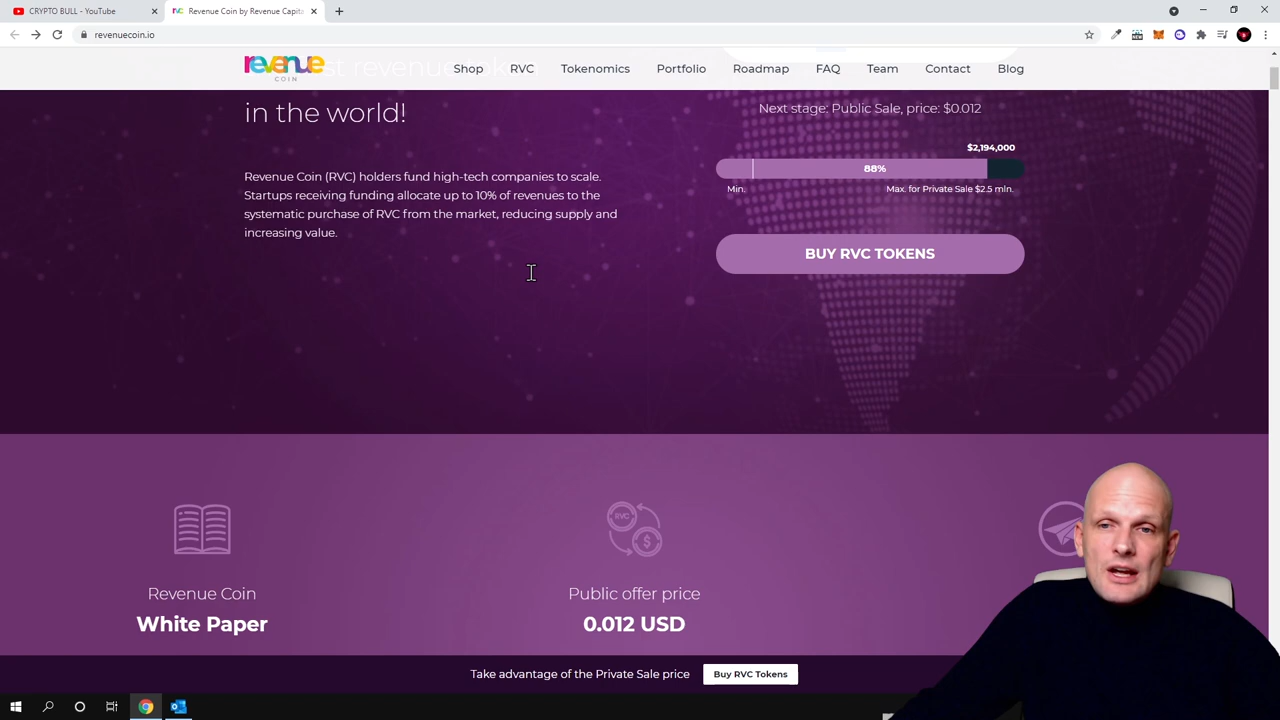 CRYPTO BULL - YouTube
Revenue Coin by Revenue Capita
revenuecoin.io
revenue
COIN
Shop
RVC
Tokenomics
Portfolio
Roadmap
FAQ
Team
Contact
Blog
st revenue token
in the world!
Revenue Coin (RVC) holders fund high-tech companies to scale.
Startups receiving funding allocate up to 10% of revenues to the
systematic purchase of RVC from the market, reducing supply and
increasing value.
Next stage: Public Sale, price: $0.012
$2,194,000
88%
Min.
Max. for Private Sale $2.5 mln.
BUY RVC TOKENS
Revenue Coin
White Paper
RVC
$
Public offer price
0.012 USD
Take advantage of the Private Sale price
Buy RVC Tokens